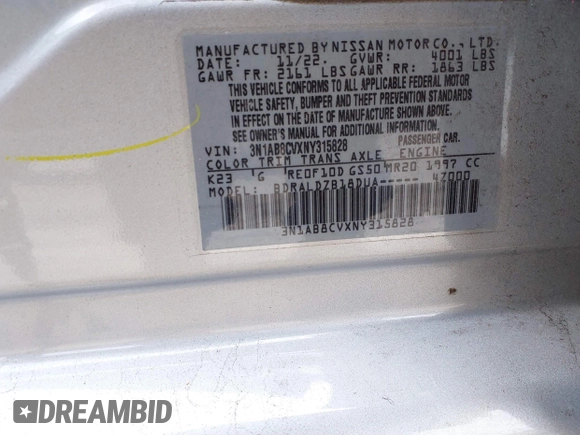 MANUFACTURED BY NISSAN MOTOR CO., LTD.
DATE: 11/22. GVWR: 4001 LBS
GAWR FR: 2161 LBS GAWR RR: 1863 LBS
THIS VEHICLE CONFORMS TO ALL APPLICABLE FEDERAL MOTOR
VEHICLE SAFETY, BUMPER AND THEFT PREVENTION STANDARDS
IN EFFECT ON THE DATE OF MANUFACTURE SHOWN ABOVE.
SEE OWNER'S MANUAL FOR ADDITIONAL INFORMATION.
VIN: 3N1AB8CVXNY315828 PASSENGER CAR.
COLOR TRIM TRANS AXLE ENGINE
K23 'G RE0F10D GS50 MR20 1997 CC
MODEL: BDRALDZB18DUA----- 47000
3N1AB8CVXNY315828
DREAMBID